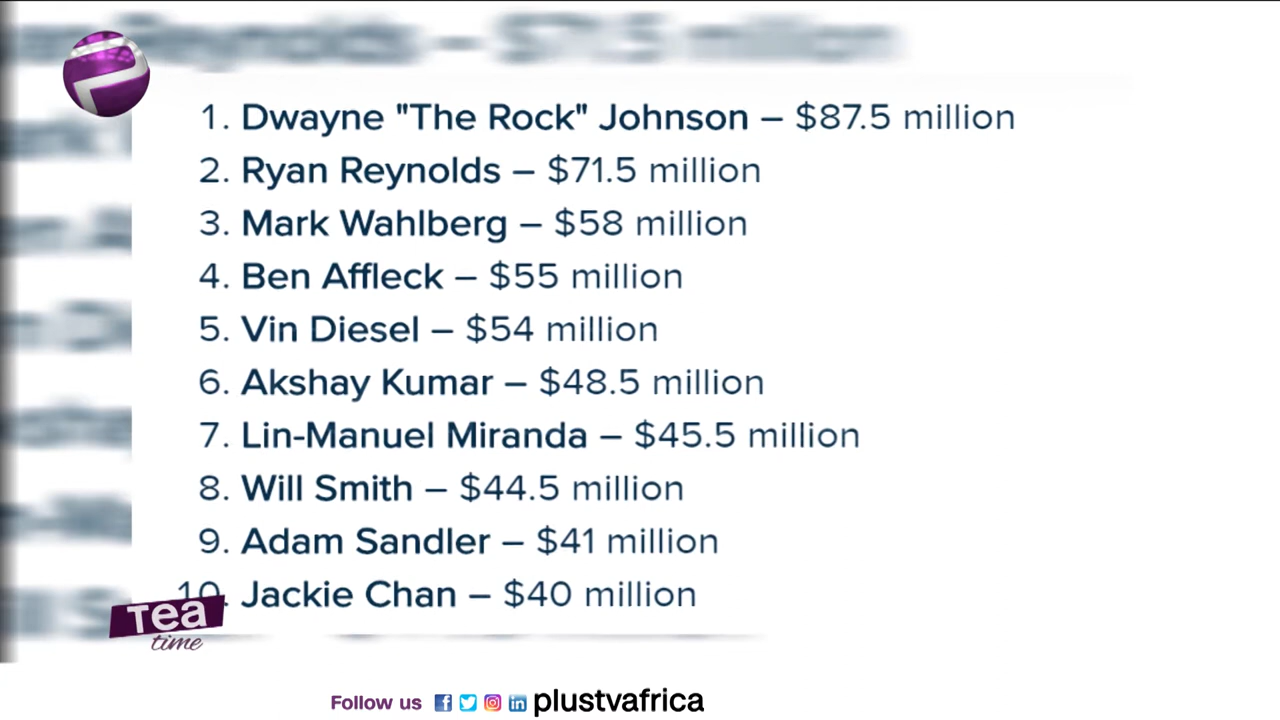 1. Dwayne "The Rock" Johnson – $87.5 million
2. Ryan Reynolds – $71.5 million
3. Mark Wahlberg – $58 million
4. Ben Affleck – $55 million
5. Vin Diesel – $54 million
6. Akshay Kumar – $48.5 million
7. Lin-Manuel Miranda – $45.5 million
8. Will Smith – $44.5 million
9. Adam Sandler – $41 million
10. Jackie Chan – $40 million
Tea
time
Follow us plustvafrica